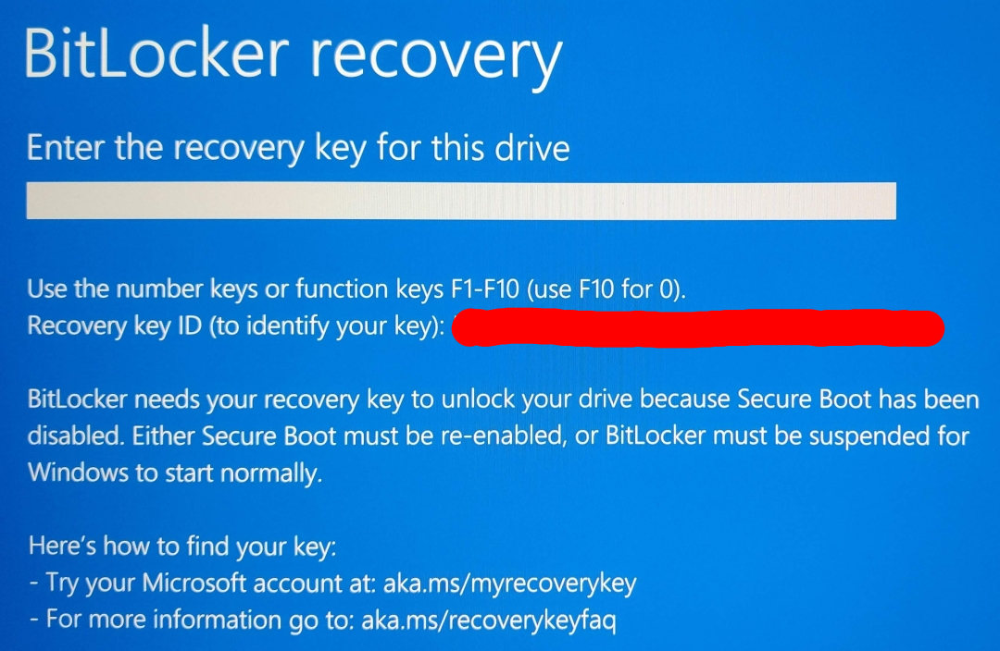 BitLocker recovery
Enter the recovery key for this drive
Use the number keys or function keys F1-F10 (use F10 for 0).
Recovery key ID (to identify your key):
BitLocker needs your recovery key to unlock your drive because Secure Boot has been
disabled. Either Secure Boot must be re-enabled, or BitLocker must be suspended for
Windows to start normally.
Here's how to find your key:
- Try your Microsoft account at: aka.ms/myrecoverykey
- For more information go to: aka.ms/recoverykeyfaq